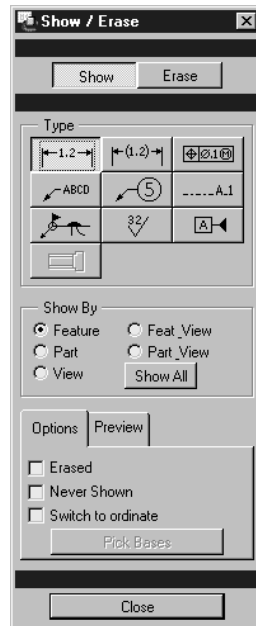 Show / Erase
Show Erase
Type
1.2 (1.2) Ø.1Ⓜ
ABCD 5 A_1
32/ A
Show By
Feature Feat_View
Part Part_View
View Show All
Options Preview
Erased
Never Shown
Switch to ordinate
Pick Bases
Close